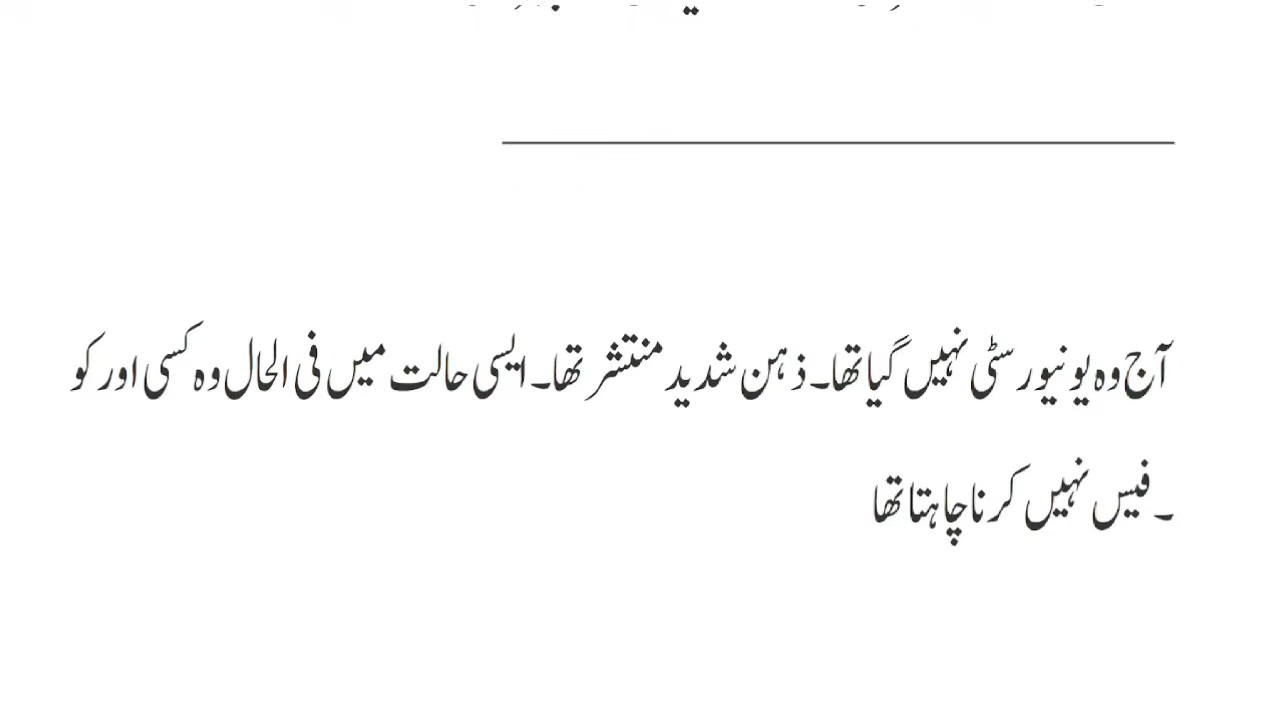 آج وہ یونیورسٹی نہیں گیا تھا۔ ذہن شدید منتشر تھا۔ ایسی حالت میں فی الحال وہ کسی اور کو
۔ فیس نہیں کرنا چاہتا تھا